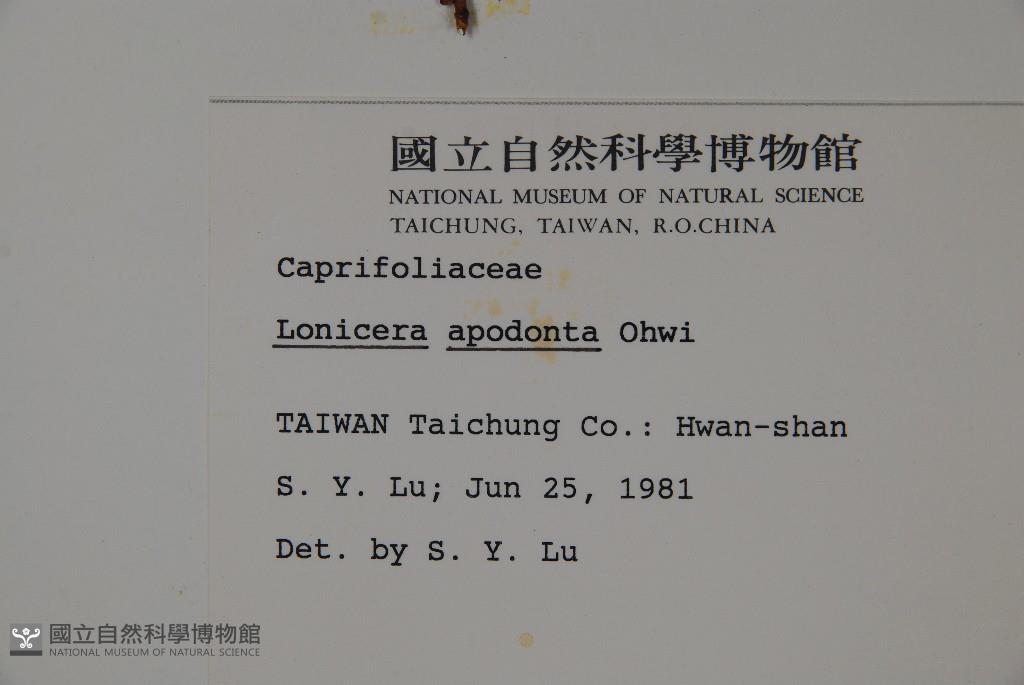 國立自然科學博物館
NATIONAL MUSEUM OF NATURAL SCIENCE
TAICHUNG, TAIWAN, R.O.CHINA
Caprifoliaceae
Lonicera apodonta Ohwi
TAIWAN Taichung Co.: Hwan-shan
S. Y. Lu; Jun 25, 1981
Det. by S. Y. Lu
國立自然科學博物館
NATIONAL MUSEUM OF NATURAL SCIENCE